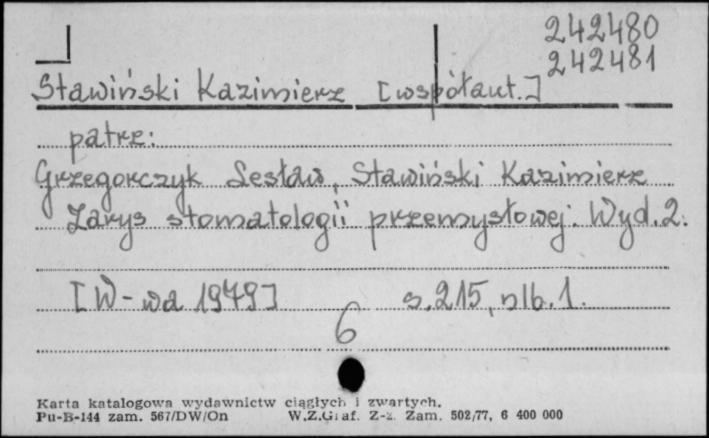 242480
242481
Stawiński Kazimierz [współaut.]
patrz:
Grzegorczyk Lesław, Stawiński Kazimierz
Zarys stomatologii przemysłowej. Wyd. 2.
[W-wa 1979] s. 215, nlb. 1.
6
Karta katalogowa wydawnictw ciągłych i zwartych.
Pu-B-144 zam. 567/DW/On W.Z.Graf. Z-z. Zam. 502/77, 6 400 000